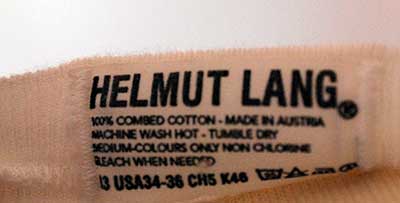 HELMUT LANG®
100% COMBED COTTON - MADE IN AUSTRIA
MACHINE WASH HOT - TUMBLE DRY
MEDIUM-COLOURS ONLY NON CHLORINE
BLEACH WHEN NEEDED
I3 USA34-36 CH5 K46